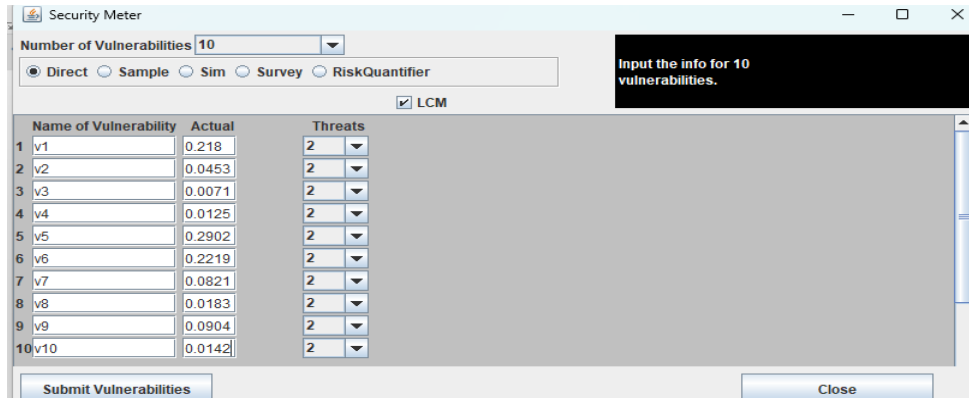 Security Meter
Number of Vulnerabilities 10
Direct Sample Sim Survey RiskQuantifier
Input the info for 10
vulnerabilities.
LCM
Name of Vulnerability Actual Threats
1 v1 0.218 2
2 v2 0.0453 2
3 v3 0.0071 2
4 v4 0.0125 2
5 v5 0.2902 2
6 v6 0.2219 2
7 v7 0.0821 2
8 v8 0.0183 2
9 v9 0.0904 2
10 v10 0.0142 2
Submit Vulnerabilities Close